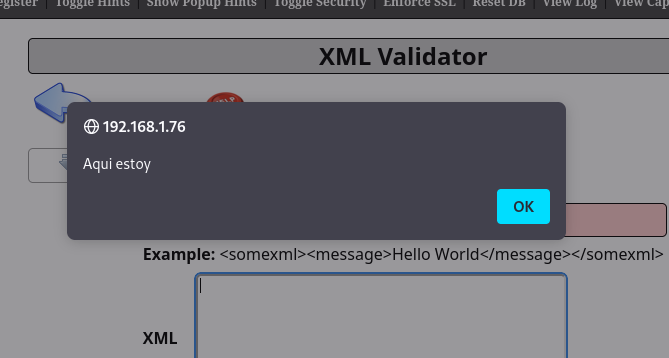 egister | Toggle Hints | Show Popup Hints | Toggle Security | Enforce SSL | Reset DB | View Log | View Cap
XML Validator
192.168.1.76
Aqui estoy
OK
Example: <somexml><message>Hello World</message></somexml>
XML